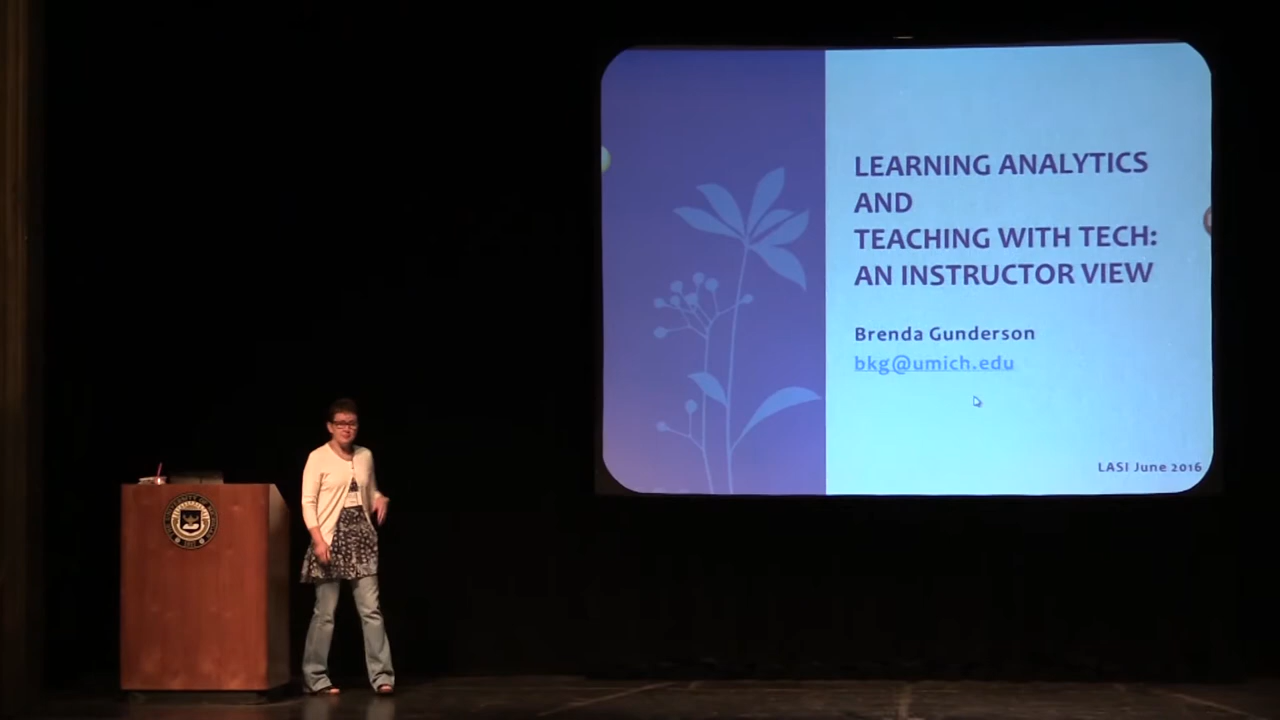 LEARNING ANALYTICS
AND
TEACHING WITH TECH:
AN INSTRUCTOR VIEW
Brenda Gunderson
bkg@umich.edu
LASI June 2016